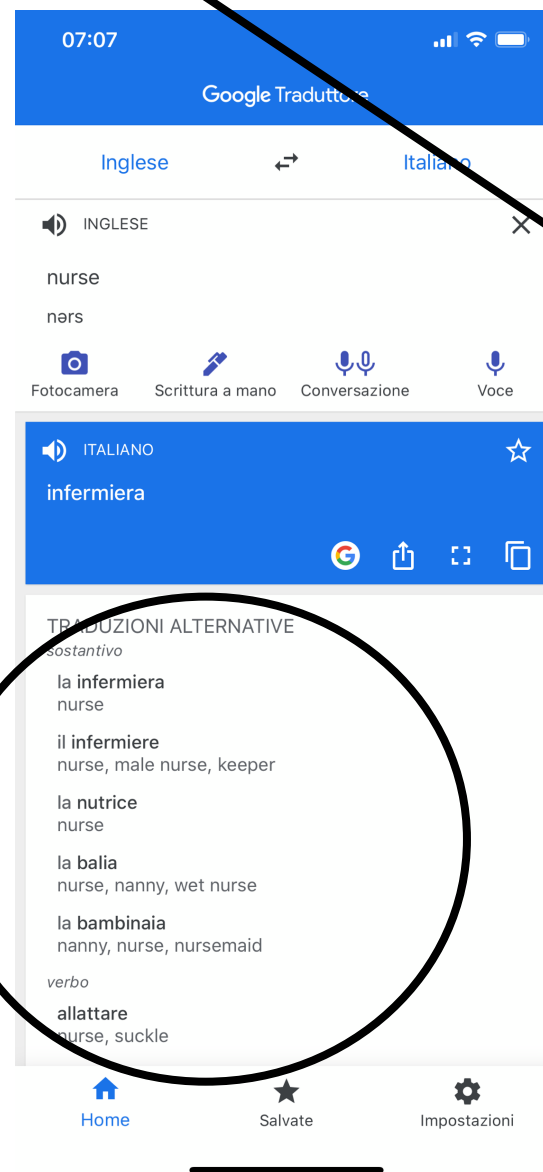 07:07
Google Traduttore
Inglese Italiano
INGLESE
nurse
nərs
Fotocamera Scrittura a mano Conversazione Voce
ITALIANO
infermiera
TRADUZIONI ALTERNATIVE
sostantivo
la infermiera
nurse
il infermiere
nurse, male nurse, keeper
la nutrice
nurse
la balia
nurse, nanny, wet nurse
la bambinaia
nanny, nurse, nursemaid
verbo
allattare
nurse, suckle
Home Salvate Impostazioni